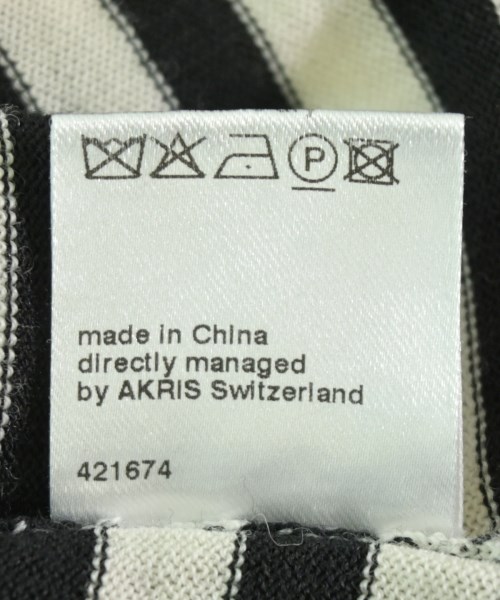 P
made in China
directly managed
by AKRIS Switzerland
421674